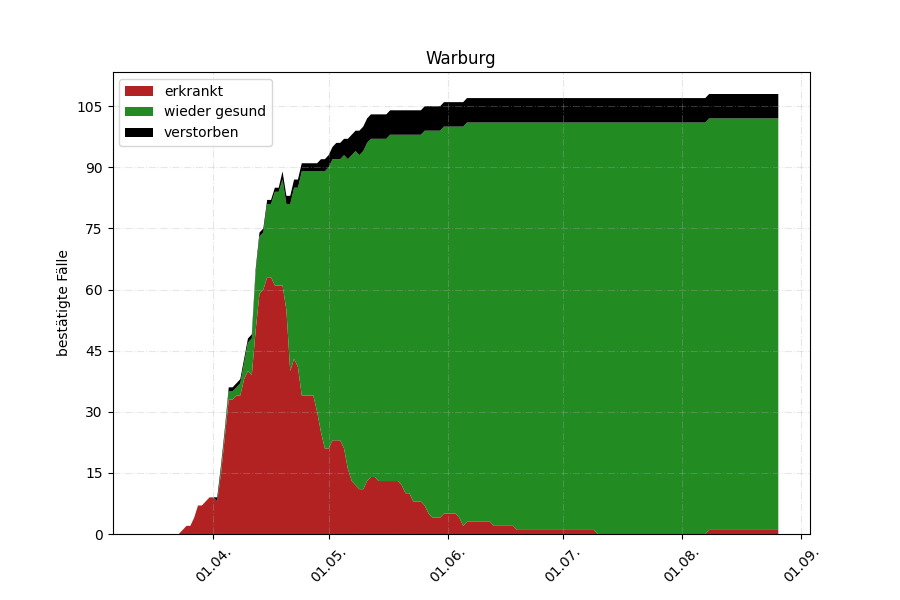 Warburg
erkrankt
wieder gesund
verstorben
bestätigte Fälle
105
90
75
60
45
30
15
0
01.04.
01.05.
01.06.
01.07.
01.08.
01.09.